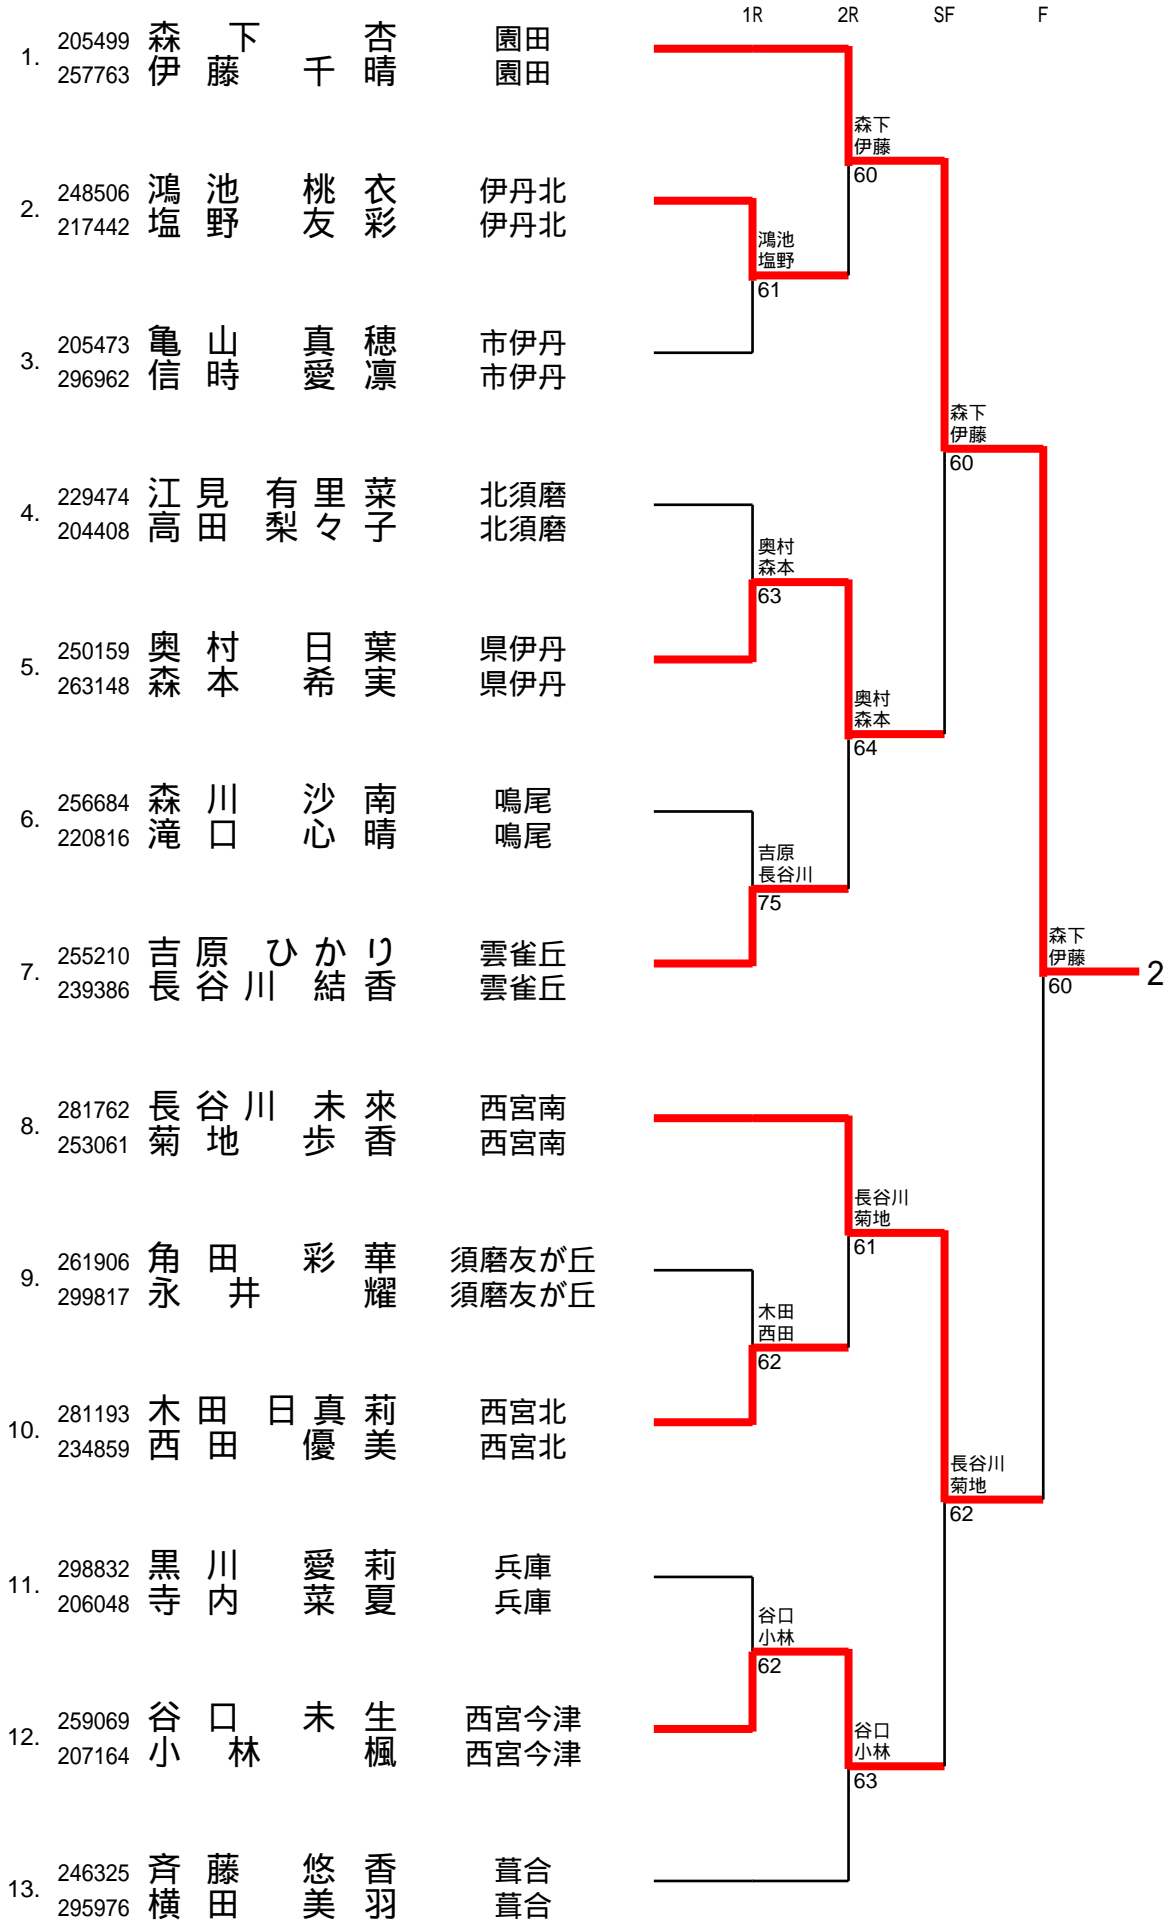 1R 2R SF F
1. 205499 森下 杏 園田
257763 伊藤 千晴 園田
森下
伊藤
60
2. 248506 鴻池 桃衣 伊丹北
217442 塩野 友彩 伊丹北
鴻池
塩野
61
3. 205473 亀山 真穂 市伊丹
296962 信時 愛凛 市伊丹
森下
伊藤
60
4. 229474 江見 有里菜 北須磨
204408 高田 梨々子 北須磨
奥村
森本
63
5. 250159 奥村 日葉 県伊丹
263148 森本 希実 県伊丹
奥村
森本
64
6. 256684 森川 沙南 鳴尾
220816 滝口 心晴 鳴尾
吉原
長谷川
75
7. 255210 吉原 ひかり 雲雀丘
239386 長谷川 結香 雲雀丘
森下
伊藤
60
2
8. 281762 長谷川 未來 西宮南
253061 菊地 歩香 西宮南
長谷川
菊地
61
9. 261906 角田 彩華 須磨友が丘
299817 永井 耀 須磨友が丘
木田
西田
62
10. 281193 木田 日真莉 西宮北
234859 西田 優美 西宮北
長谷川
菊地
62
11. 298832 黒川 愛莉 兵庫
206048 寺内 菜夏 兵庫
谷口
小林
62
12. 259069 谷口 未生 西宮今津
207164 小林 楓 西宮今津
谷口
小林
63
13. 246325 斉藤 悠香 葺合
295976 横田 美羽 葺合